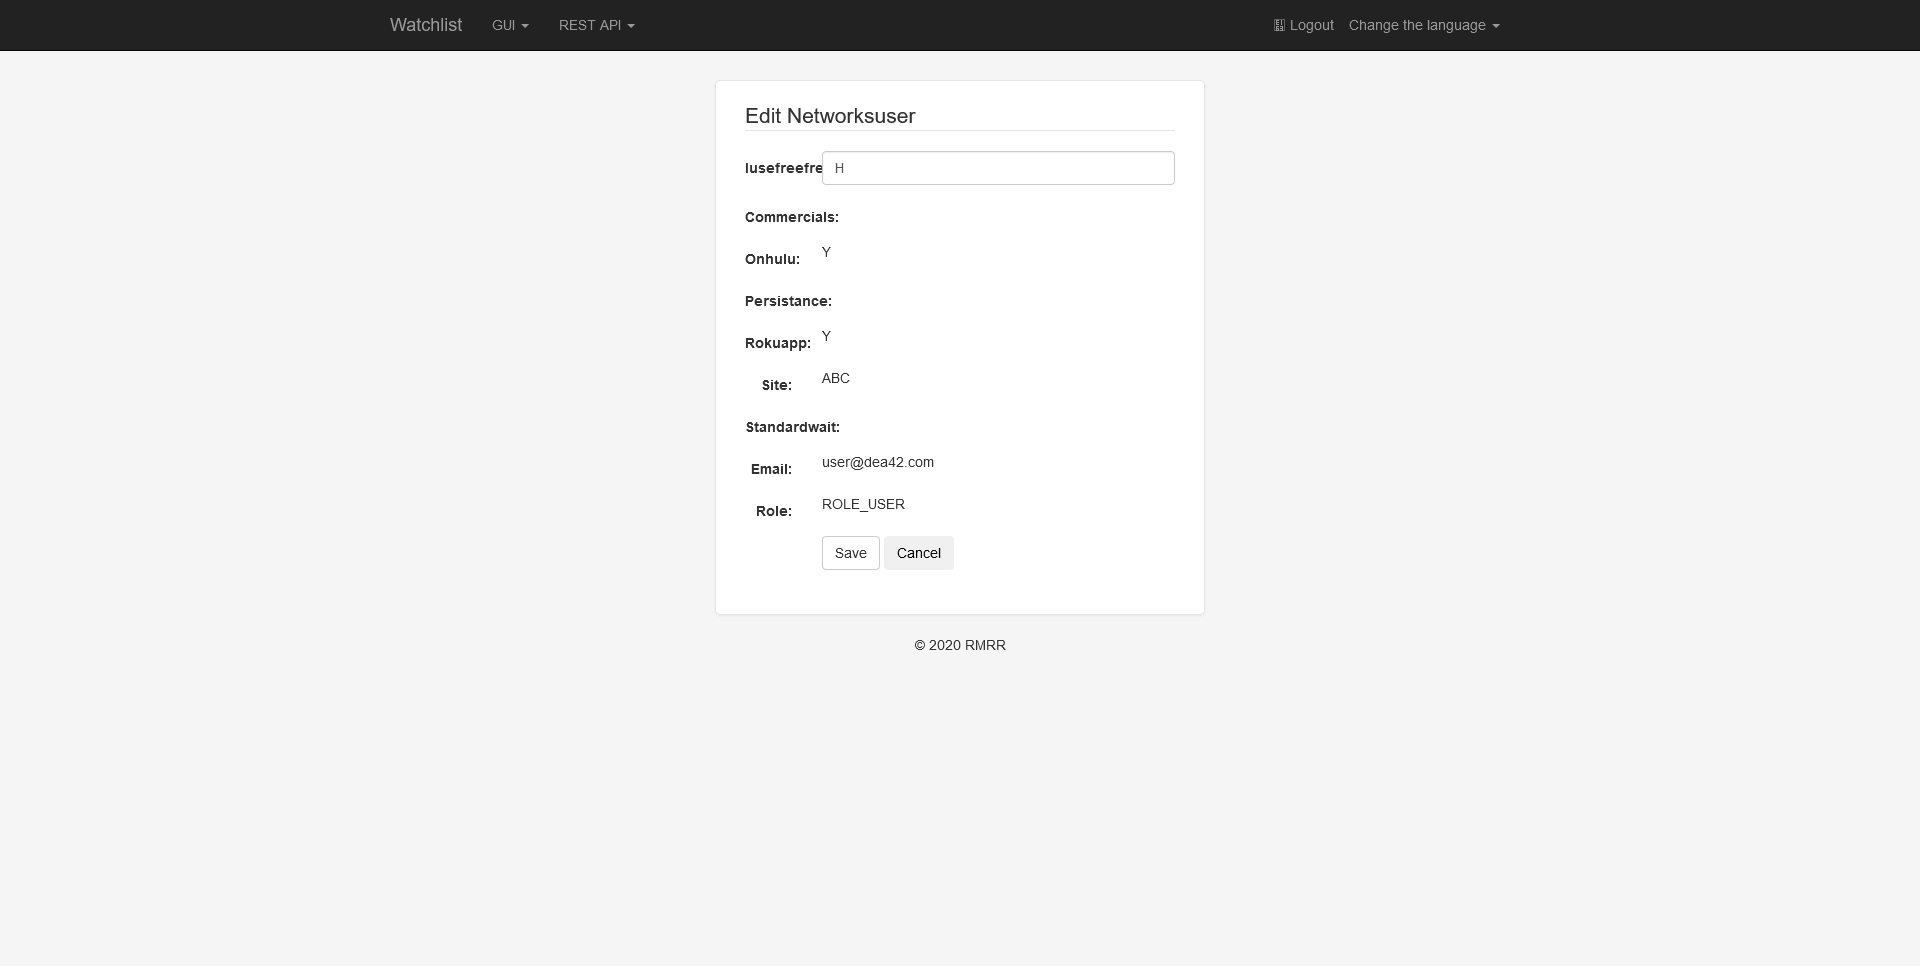 Watchlist GUI REST API Logout Change the language
Edit Networksuser
H
Commercials:
Onhulu: Y
Persistance:
Rokuapp: Y
Site: ABC
Standardwait:
Email: user@dea42.com
Role: ROLE_USER
Save Cancel
© 2020 RMRR